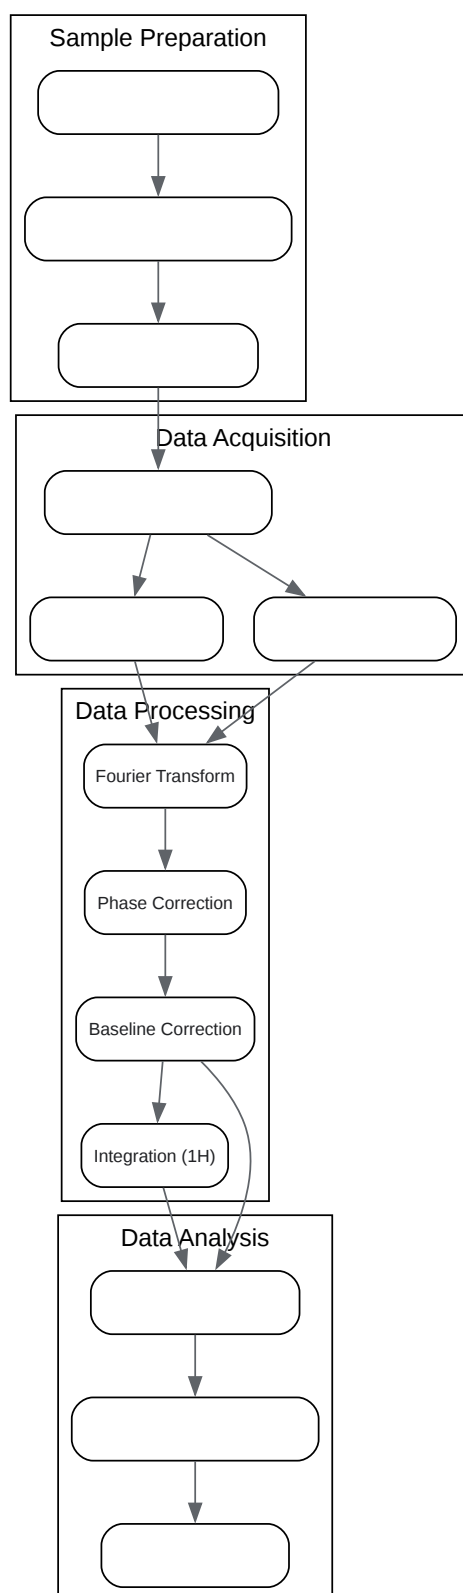 Sample Preparation
Data Acquisition
Data Processing
Fourier Transform
Phase Correction
Baseline Correction
Integration (1H)
Data Analysis